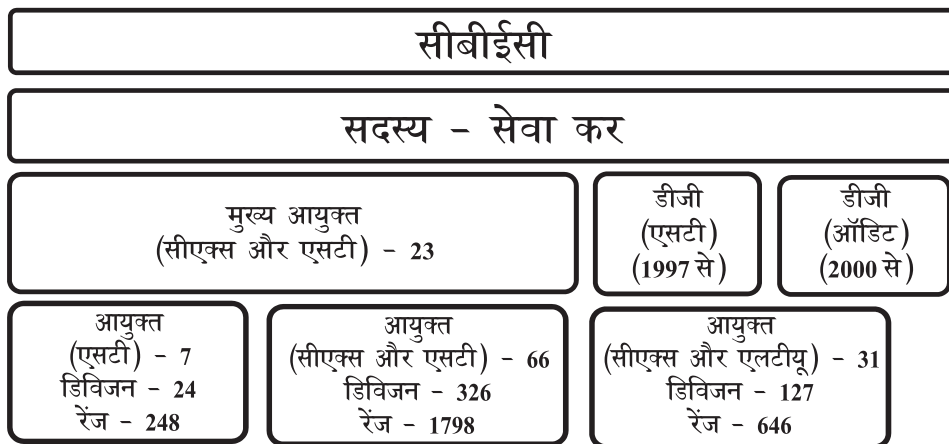 सीबीईसी
सदस्य - सेवा कर
मुख्य आयुक्त
(सीएक्स और एसटी) - 23
डीजी
(एसटी)
(1997 से)
डीजी
(ऑडिट)
(2000 से)
आयुक्त
(एसटी) - 7
डिविजन - 24
रेंज - 248
आयुक्त
(सीएक्स और एसटी) - 66
डिविजन - 326
रेंज - 1798
आयुक्त
(सीएक्स और एलटीयू) - 31
डिविजन - 127
रेंज - 646